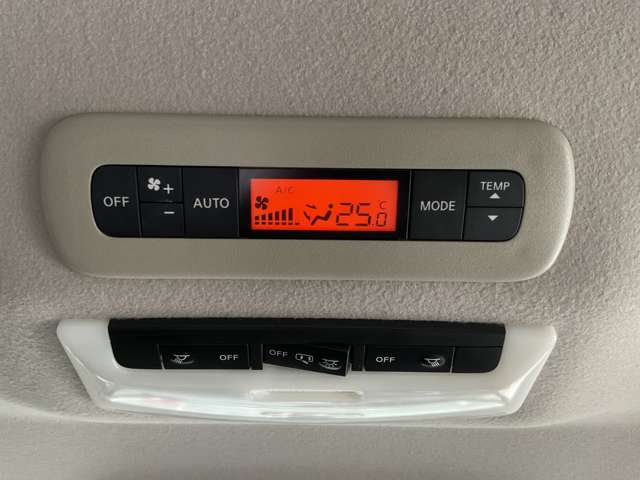 OFF
+
−
AUTO
A/C
25.0 °C
MODE
TEMP
OFF
OFF
OFF